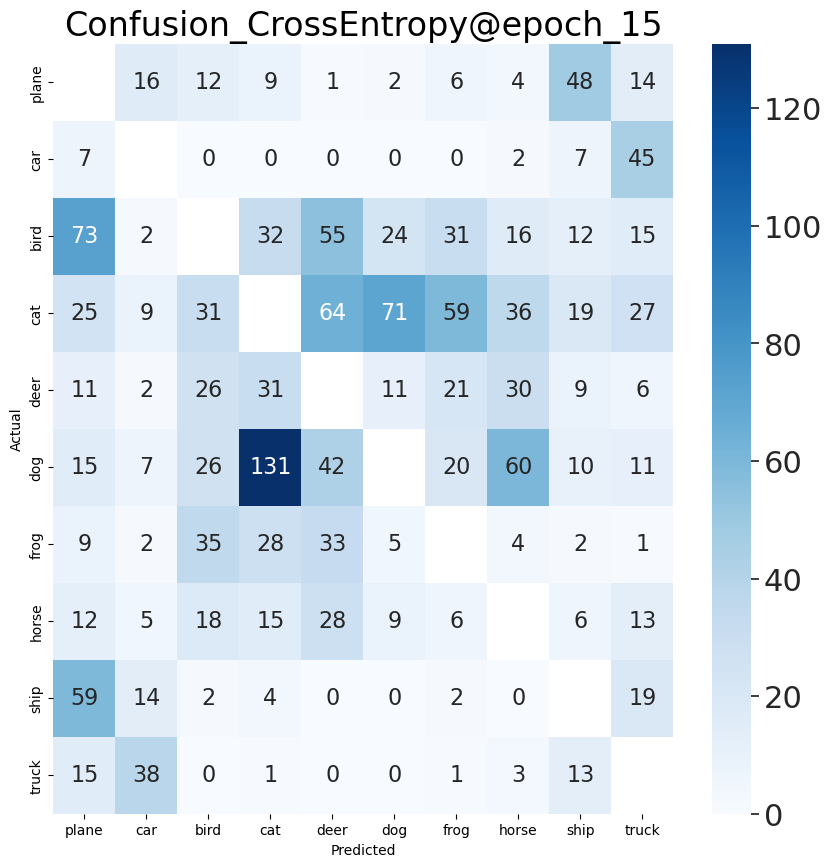 Confusion_CrossEntropy@epoch_15
plane 16 12 9 1 2 6 4 48 14
car 7 0 0 0 0 0 2 7 45
bird 73 2 32 55 24 31 16 12 15
cat 25 9 31 64 71 59 36 19 27
deer 11 2 26 31 11 21 30 9 6
Actual
dog 15 7 26 131 42 20 60 10 11
frog 9 2 35 28 33 5 4 2 1
horse 12 5 18 15 28 9 6 6 13
ship 59 14 2 4 0 0 2 0 19
truck 15 38 0 1 0 0 1 3 13
plane car bird cat deer dog frog horse ship truck
Predicted
120
100
80
60
40
20
0